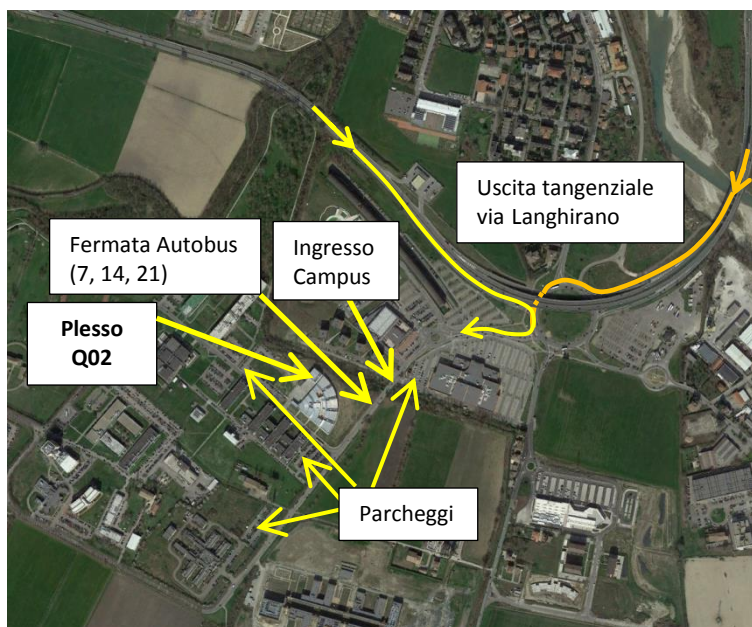 Uscita tangenziale
via Langhirano
Fermata Autobus
(7, 14, 21)
Ingresso
Campus
Plesso
Q02
Parcheggi